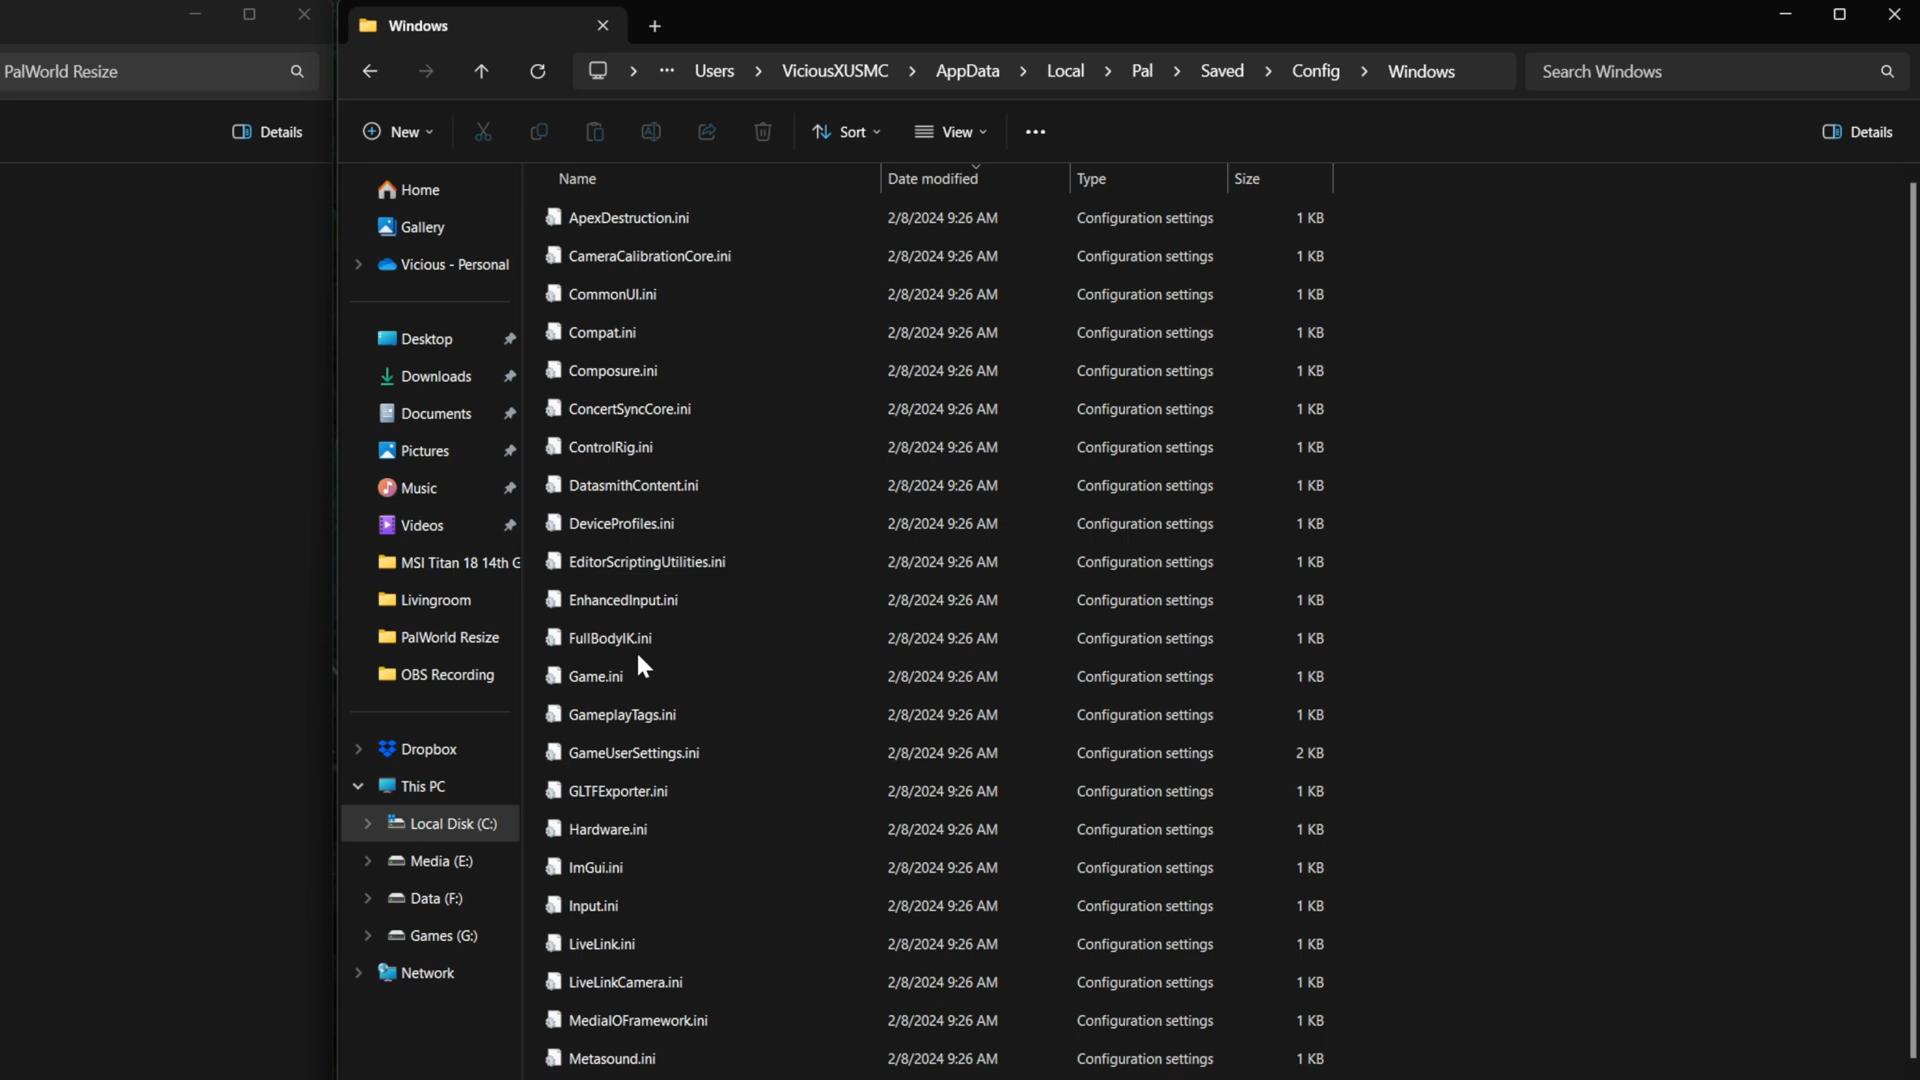 PalWorld Resize
Details
Windows
Users > ViciousXUSMC > AppData > Local > Pal > Saved > Config > Windows
Search Windows
New
Sort
View
Details
Home
Gallery
Vicious - Personal
Desktop
Downloads
Documents
Pictures
Music
Videos
MSI Titan 18 14th G
Livingroom
PalWorld Resize
OBS Recording
Dropbox
This PC
Local Disk (C:)
Media (E:)
Data (F:)
Games (G:)
Network
Name Date modified Type Size
ApexDestruction.ini 2/8/2024 9:26 AM Configuration settings 1 KB
CameraCalibrationCore.ini 2/8/2024 9:26 AM Configuration settings 1 KB
CommonUI.ini 2/8/2024 9:26 AM Configuration settings 1 KB
Compat.ini 2/8/2024 9:26 AM Configuration settings 1 KB
Composure.ini 2/8/2024 9:26 AM Configuration settings 1 KB
ConcertSyncCore.ini 2/8/2024 9:26 AM Configuration settings 1 KB
ControlRig.ini 2/8/2024 9:26 AM Configuration settings 1 KB
DatasmithContent.ini 2/8/2024 9:26 AM Configuration settings 1 KB
DeviceProfiles.ini 2/8/2024 9:26 AM Configuration settings 1 KB
EditorScriptingUtilities.ini 2/8/2024 9:26 AM Configuration settings 1 KB
EnhancedInput.ini 2/8/2024 9:26 AM Configuration settings 1 KB
FullBodyIK.ini 2/8/2024 9:26 AM Configuration settings 1 KB
Game.ini 2/8/2024 9:26 AM Configuration settings 1 KB
GameplayTags.ini 2/8/2024 9:26 AM Configuration settings 1 KB
GameUserSettings.ini 2/8/2024 9:26 AM Configuration settings 2 KB
GLTFExporter.ini 2/8/2024 9:26 AM Configuration settings 1 KB
Hardware.ini 2/8/2024 9:26 AM Configuration settings 1 KB
ImGui.ini 2/8/2024 9:26 AM Configuration settings 1 KB
Input.ini 2/8/2024 9:26 AM Configuration settings 1 KB
LiveLink.ini 2/8/2024 9:26 AM Configuration settings 1 KB
LiveLinkCamera.ini 2/8/2024 9:26 AM Configuration settings 1 KB
MediaIOFramework.ini 2/8/2024 9:26 AM Configuration settings 1 KB
Metasound.ini 2/8/2024 9:26 AM Configuration settings 1 KB